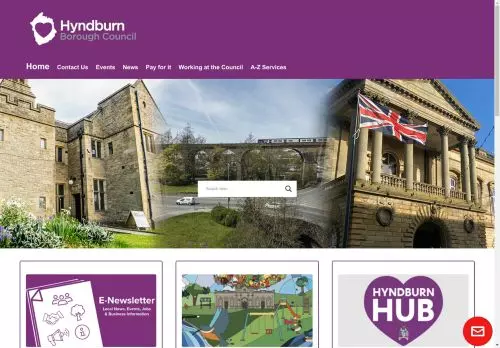 Hyndburn
Borough Council
Home Contact Us Events News Pay for it Working at the Council A-Z Services
Search here
E-Newsletter
Local News, Events, Jobs
& Business Information
HYNDBURN
HUB